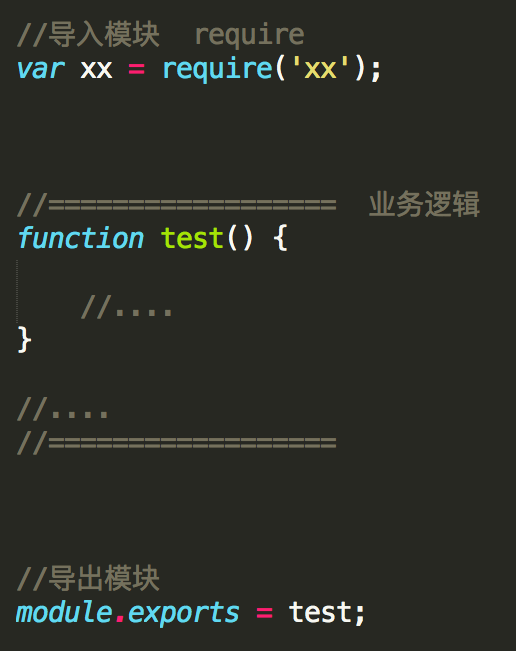 //导入模块  require
var xx = require('xx');
//==================  业务逻辑
function test() {
//....
}
//....
//==================
//导出模块
module.exports = test;